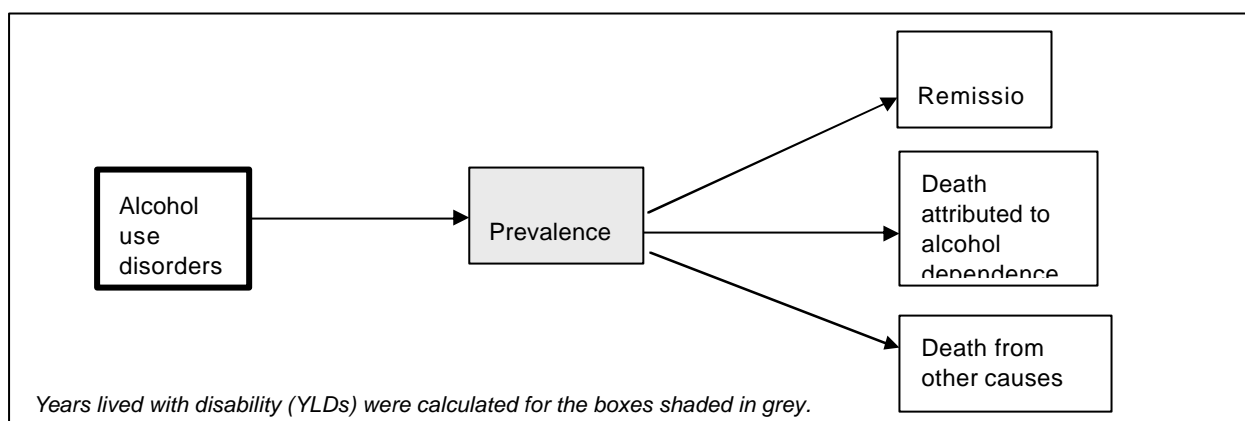 Alcohol
use
disorders
Prevalence
Remissio
Death
attributed to
alcohol
dependence
Death from
other causes
Years lived with disability (YLDs) were calculated for the boxes shaded in grey.